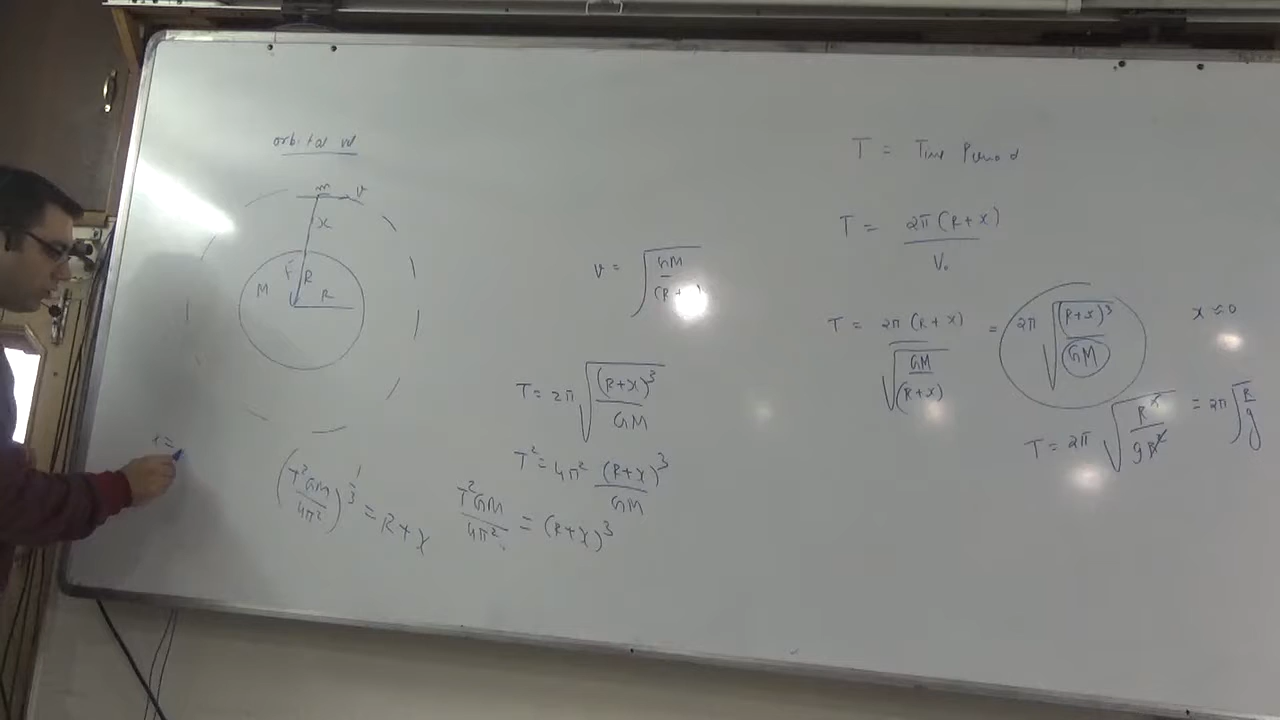 orbital vel
m v
x
F R
M R
v = √(GM/(R+
T = 2π √((R+x)³/GM)
T² = 4π² (R+x)³/GM
T²GM/4π² = (R+x)³
(T²GM/4π²)^(1/3) = R+x
x =
T = Time Period
T = 2π(R+x)/V₀
T = 2π(R+x)/√(GM/(R+x)) = 2π √((R+x)³/GM) x≈0
T = 2π √(R³/gR²) = 2π √(R/g)